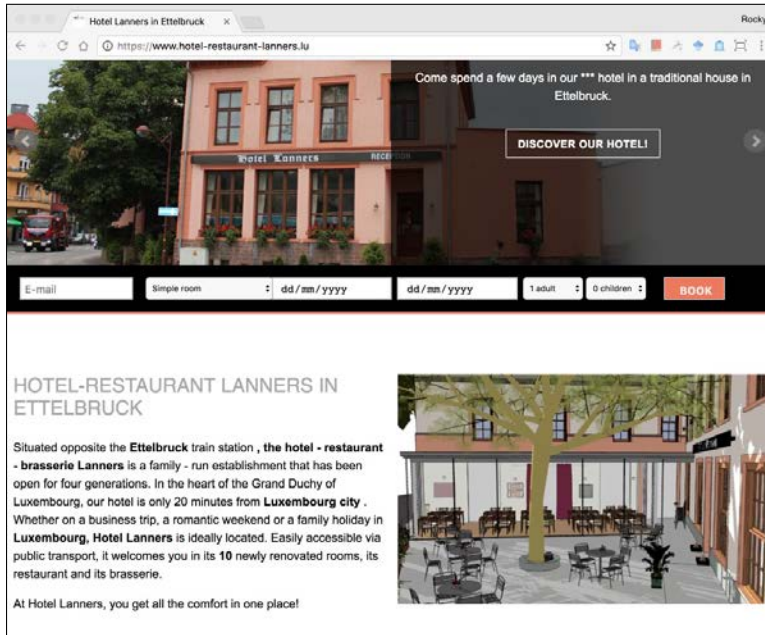 Hotel Lanners in Ettelbruck ×
Rocky
https://www.hotel-restaurant-lanners.lu
Come spend a few days in our *** hotel in a traditional house in
Ettelbruck.
DISCOVER OUR HOTEL!
Hotel Lanners RECEPTION
E-mail Simple room dd/mm/yyyy dd/mm/yyyy 1 adult 0 children BOOK
HOTEL-RESTAURANT LANNERS IN
ETTELBRUCK
Situated opposite the Ettelbruck train station , the hotel - restaurant
- brasserie Lanners is a family - run establishment that has been
open for four generations. In the heart of the Grand Duchy of
Luxembourg, our hotel is only 20 minutes from Luxembourg city .
Whether on a business trip, a romantic weekend or a family holiday in
Luxembourg, Hotel Lanners is ideally located. Easily accessible via
public transport, it welcomes you in its 10 newly renovated rooms, its
restaurant and its brasserie.
At Hotel Lanners, you get all the comfort in one place!